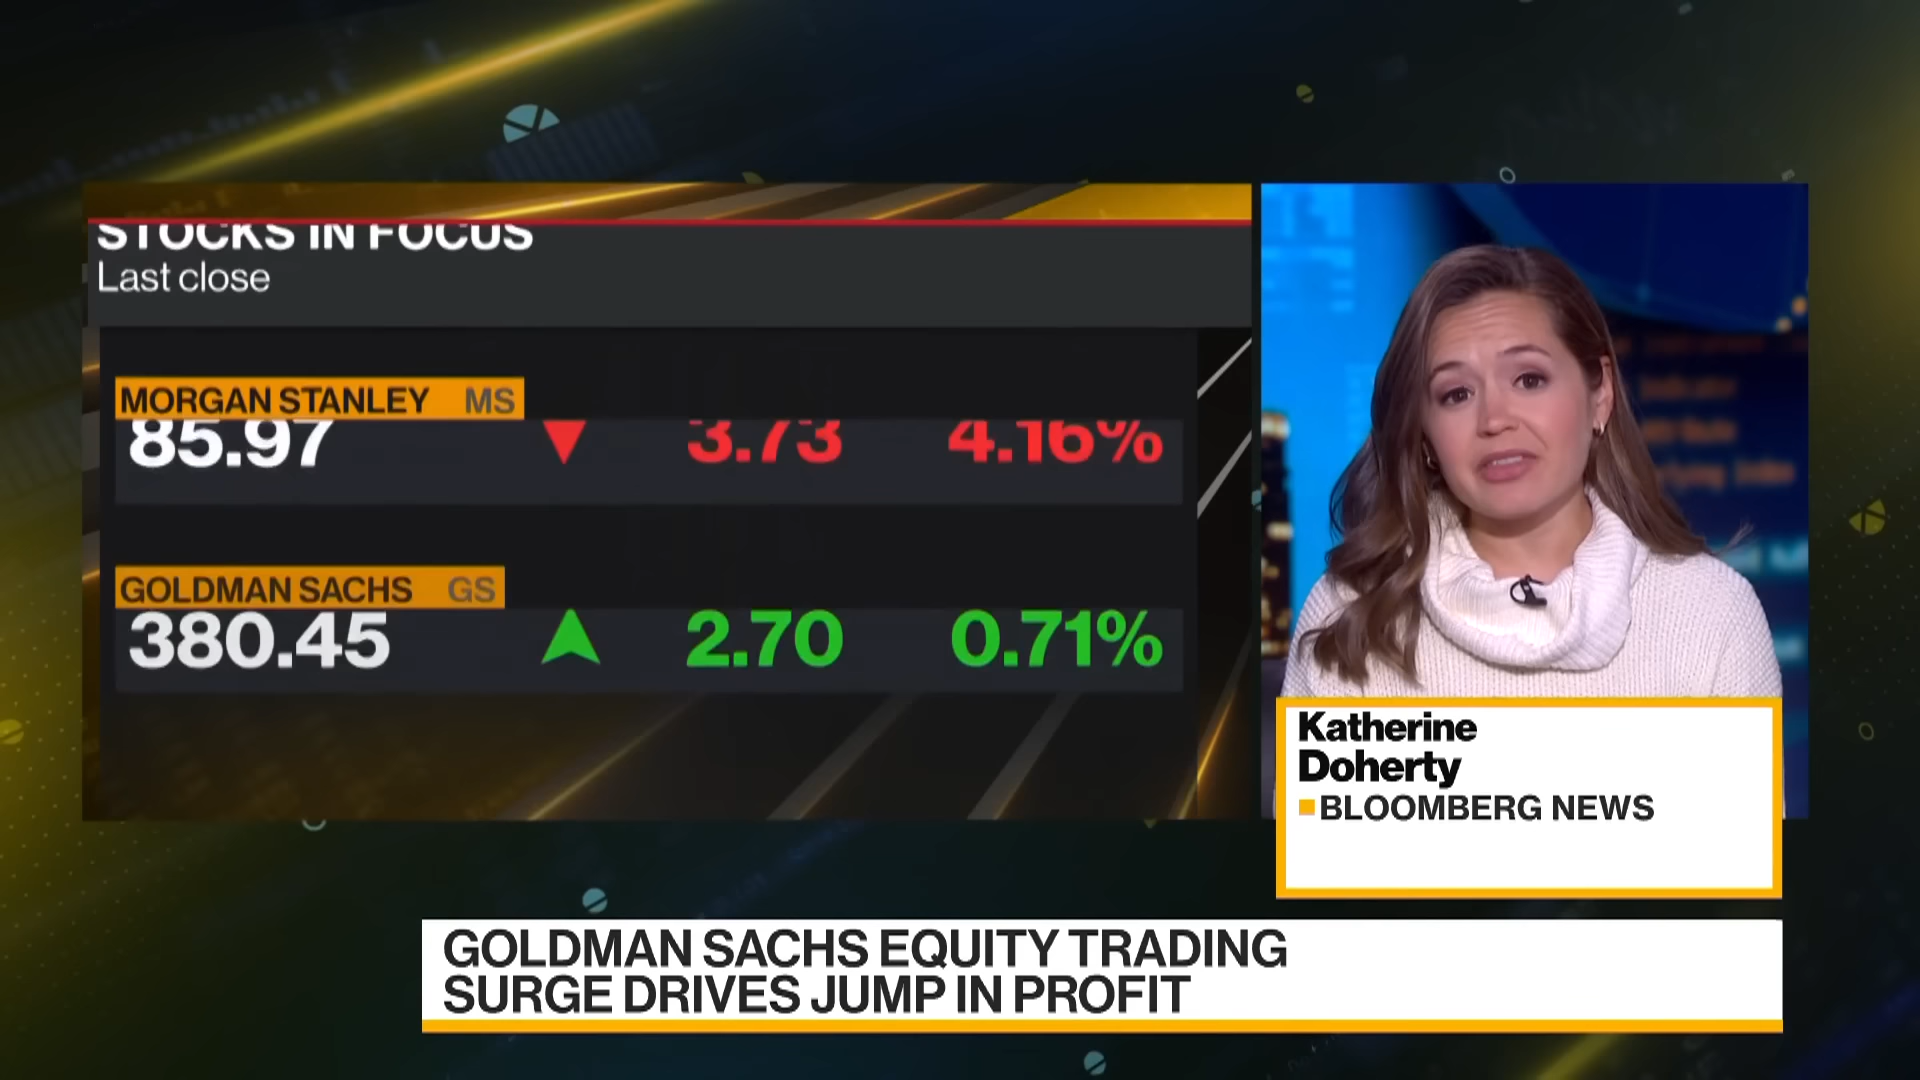 STOCKS IN FOCUS
Last close
MORGAN STANLEY MS
85.97 3.73 4.16%
GOLDMAN SACHS GS
380.45 2.70 0.71%
Katherine
Doherty
BLOOMBERG NEWS
GOLDMAN SACHS EQUITY TRADING
SURGE DRIVES JUMP IN PROFIT